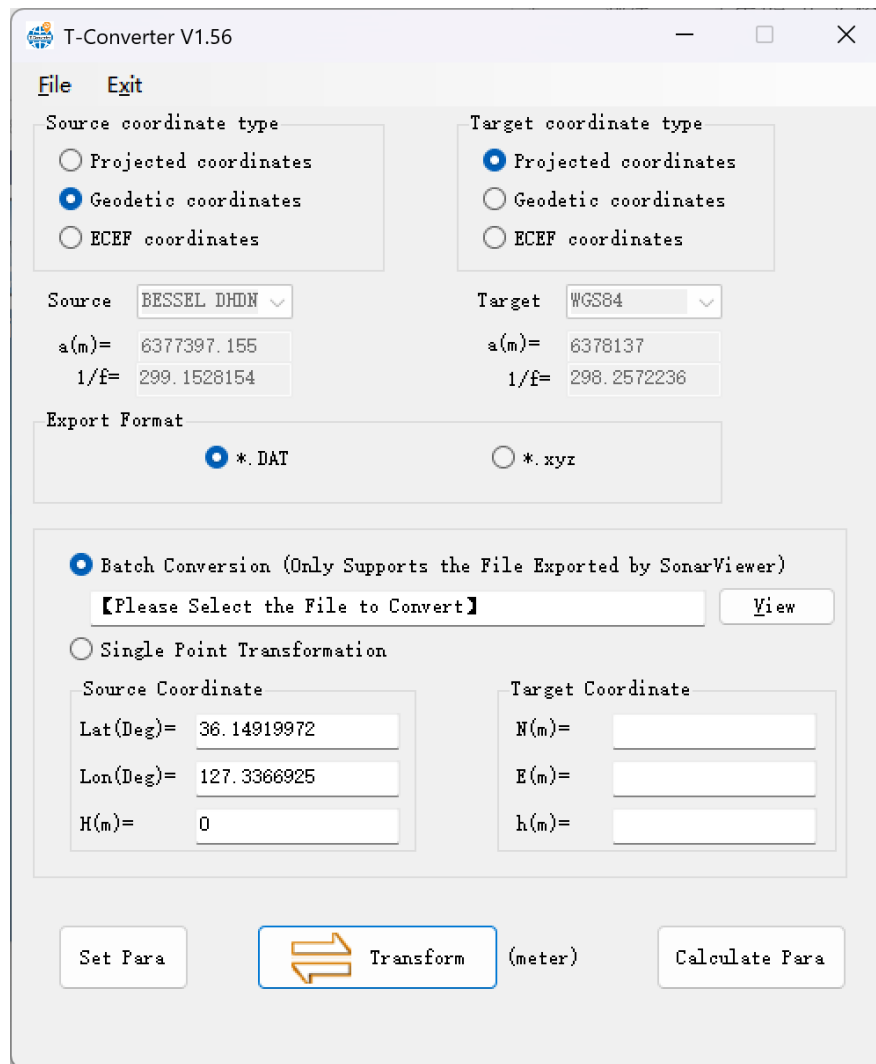 T-Converter V1.56
File Exit
Source coordinate type
Projected coordinates
Geodetic coordinates
ECEF coordinates
Target coordinate type
Projected coordinates
Geodetic coordinates
ECEF coordinates
Source BESSEL DHDN
a(m)= 6377397.155
1/f= 299.1528154
Target WGS84
a(m)= 6378137
1/f= 298.2572236
Export Format
*.DAT *.xyz
Batch Conversion (Only Supports the File Exported by SonarViewer)
【Please Select the File to Convert】 View
Single Point Transformation
Source Coordinate
Lat(Deg)= 36.14919972
Lon(Deg)= 127.3366925
H(m)= 0
Target Coordinate
N(m)=
E(m)=
h(m)=
Set Para Transform (meter) Calculate Para